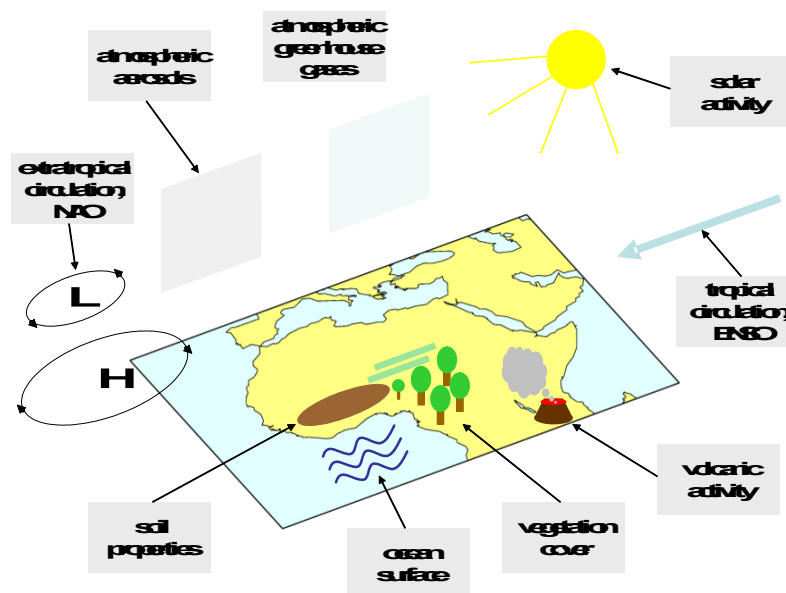 atmospheric
aerosols
atmospheric
greenhouse
gases
solar
activity
extratropical
circulation,
NAO
L
H
tropical
circulation,
ENSO
volcanic
activity
soil
properties
ocean
surface
vegetation
cover